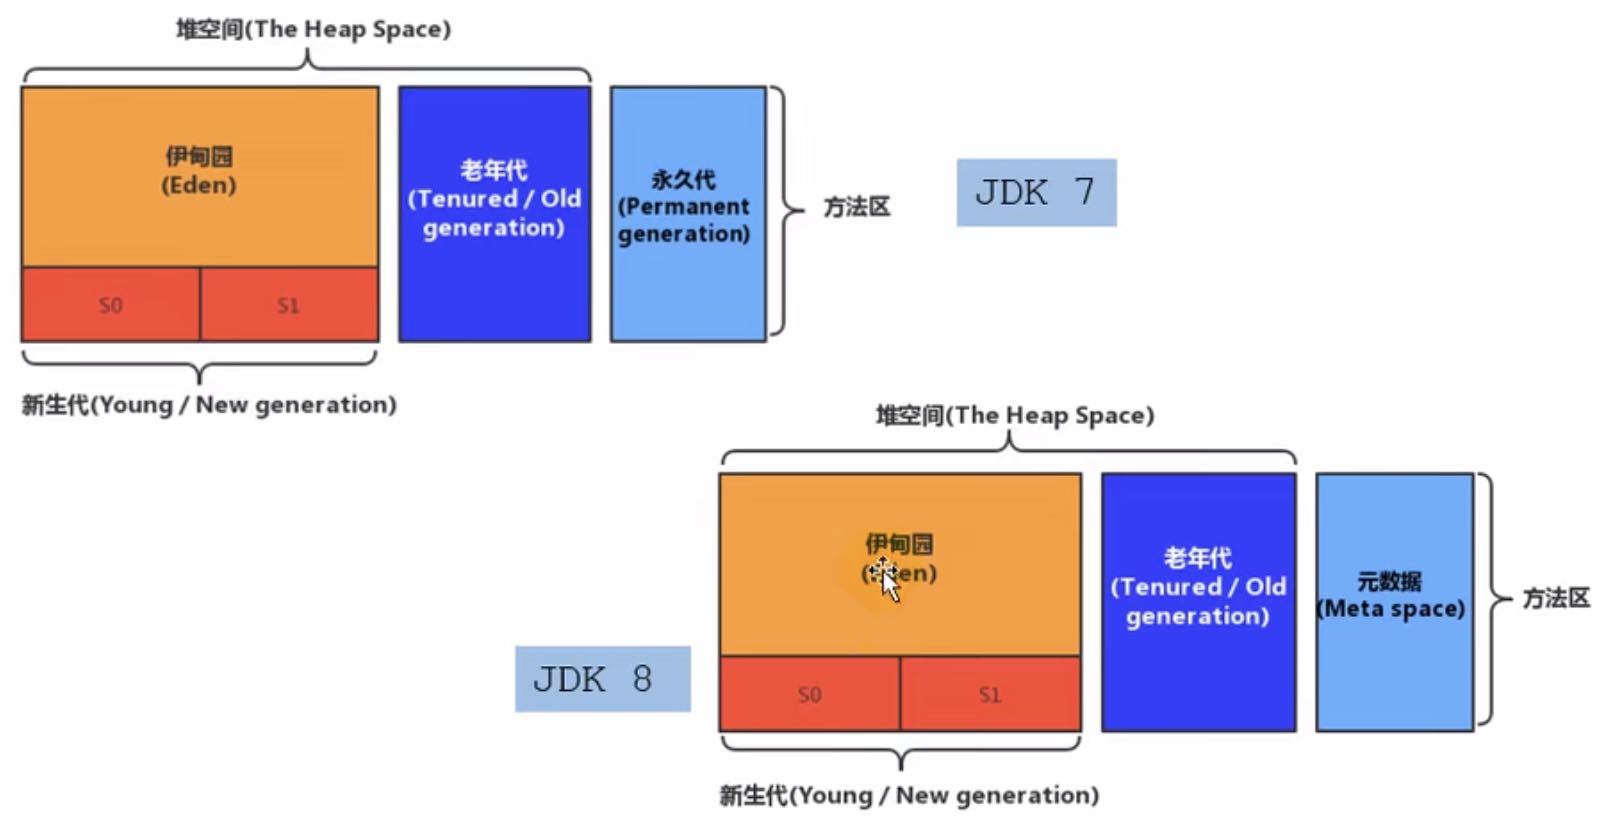 堆空间(The Heap Space)
伊甸园
(Eden)
老年代
(Tenured / Old
generation)
永久代
(Permanent
generation)
方法区
JDK 7
S0
S1
新生代(Young / New generation)
堆空间(The Heap Space)
伊甸园
老年代
(Tenured / Old
generation)
元数据
(Meta space)
方法区
JDK 8
S0
S1
新生代(Young / New generation)